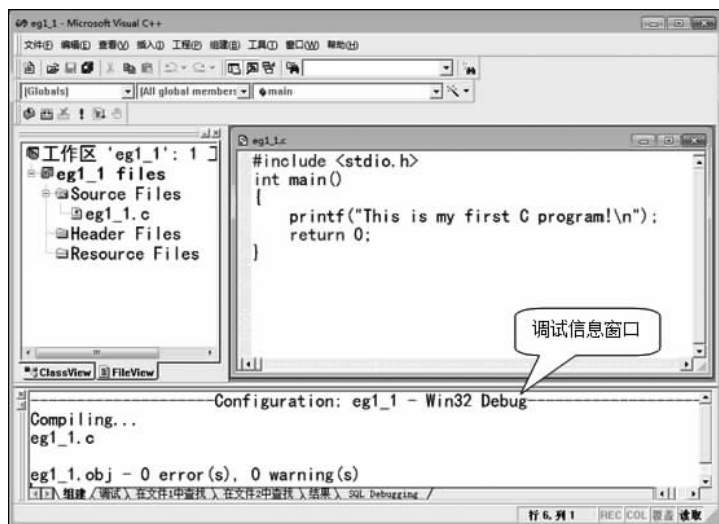 eg1_1 - Microsoft Visual C++
文件(F) 编辑(E) 查看(V) 插入(I) 工程(P) 组建(B) 工具(T) 窗口(W) 帮助(H)
(Globals) (All global members main
工作区 'eg1_1': 1
eg1_1 files
Source Files
eg1_1.c
Header Files
Resource Files
ClassView FileView
eg1_1.c
#include <stdio.h>
int main()
{
printf("This is my first C program!\n");
return 0;
}
调试信息窗口
--------------------Configuration: eg1_1 - Win32 Debug--------------------
Compiling...
eg1_1.c
eg1_1.obj - 0 error(s), 0 warning(s)
组建 调试 在文件1中查找 在文件2中查找 结果 SQL Debugging
行 6, 列 1 REC COL 覆盖 读取